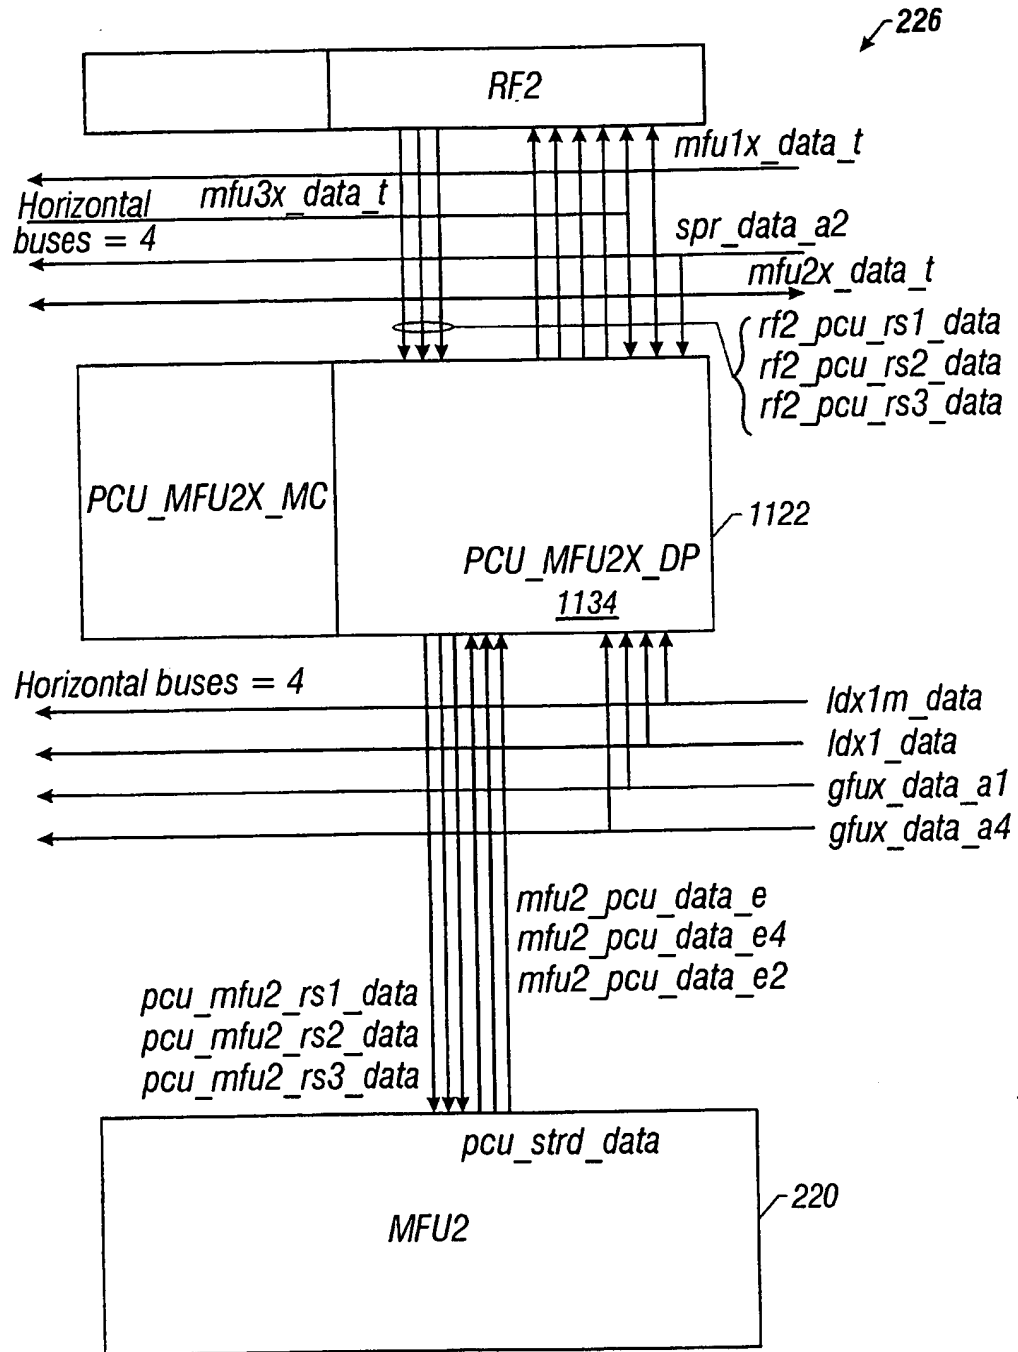 226
RF2
mfu1x_data_t
mfu3x_data_t
Horizontal
buses = 4
spr_data_a2
mfu2x_data_t
rf2_pcu_rs1_data
rf2_pcu_rs2_data
rf2_pcu_rs3_data
PCU_MFU2X_MC
1122
PCU_MFU2X_DP
1134
Horizontal buses = 4
ldx1m_data
ldx1_data
gfux_data_a1
gfux_data_a4
mfu2_pcu_data_e
mfu2_pcu_data_e4
mfu2_pcu_data_e2
pcu_mfu2_rs1_data
pcu_mfu2_rs2_data
pcu_mfu2_rs3_data
pcu_strd_data
220
MFU2